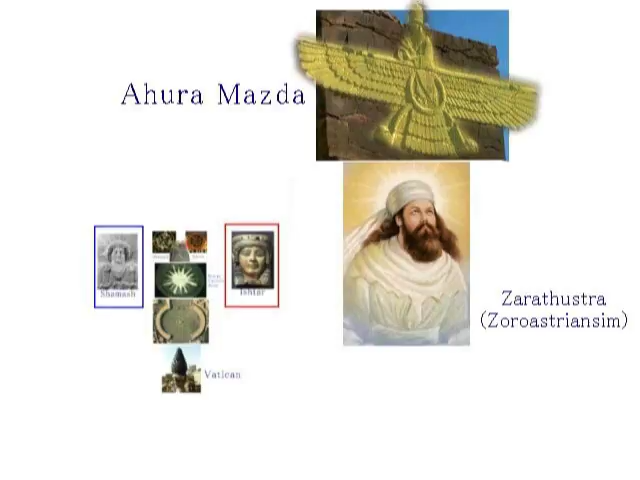 Ahura Mazda
Shamash
Ishtar
Zarathustra
(Zoroastriansim)
Vatican